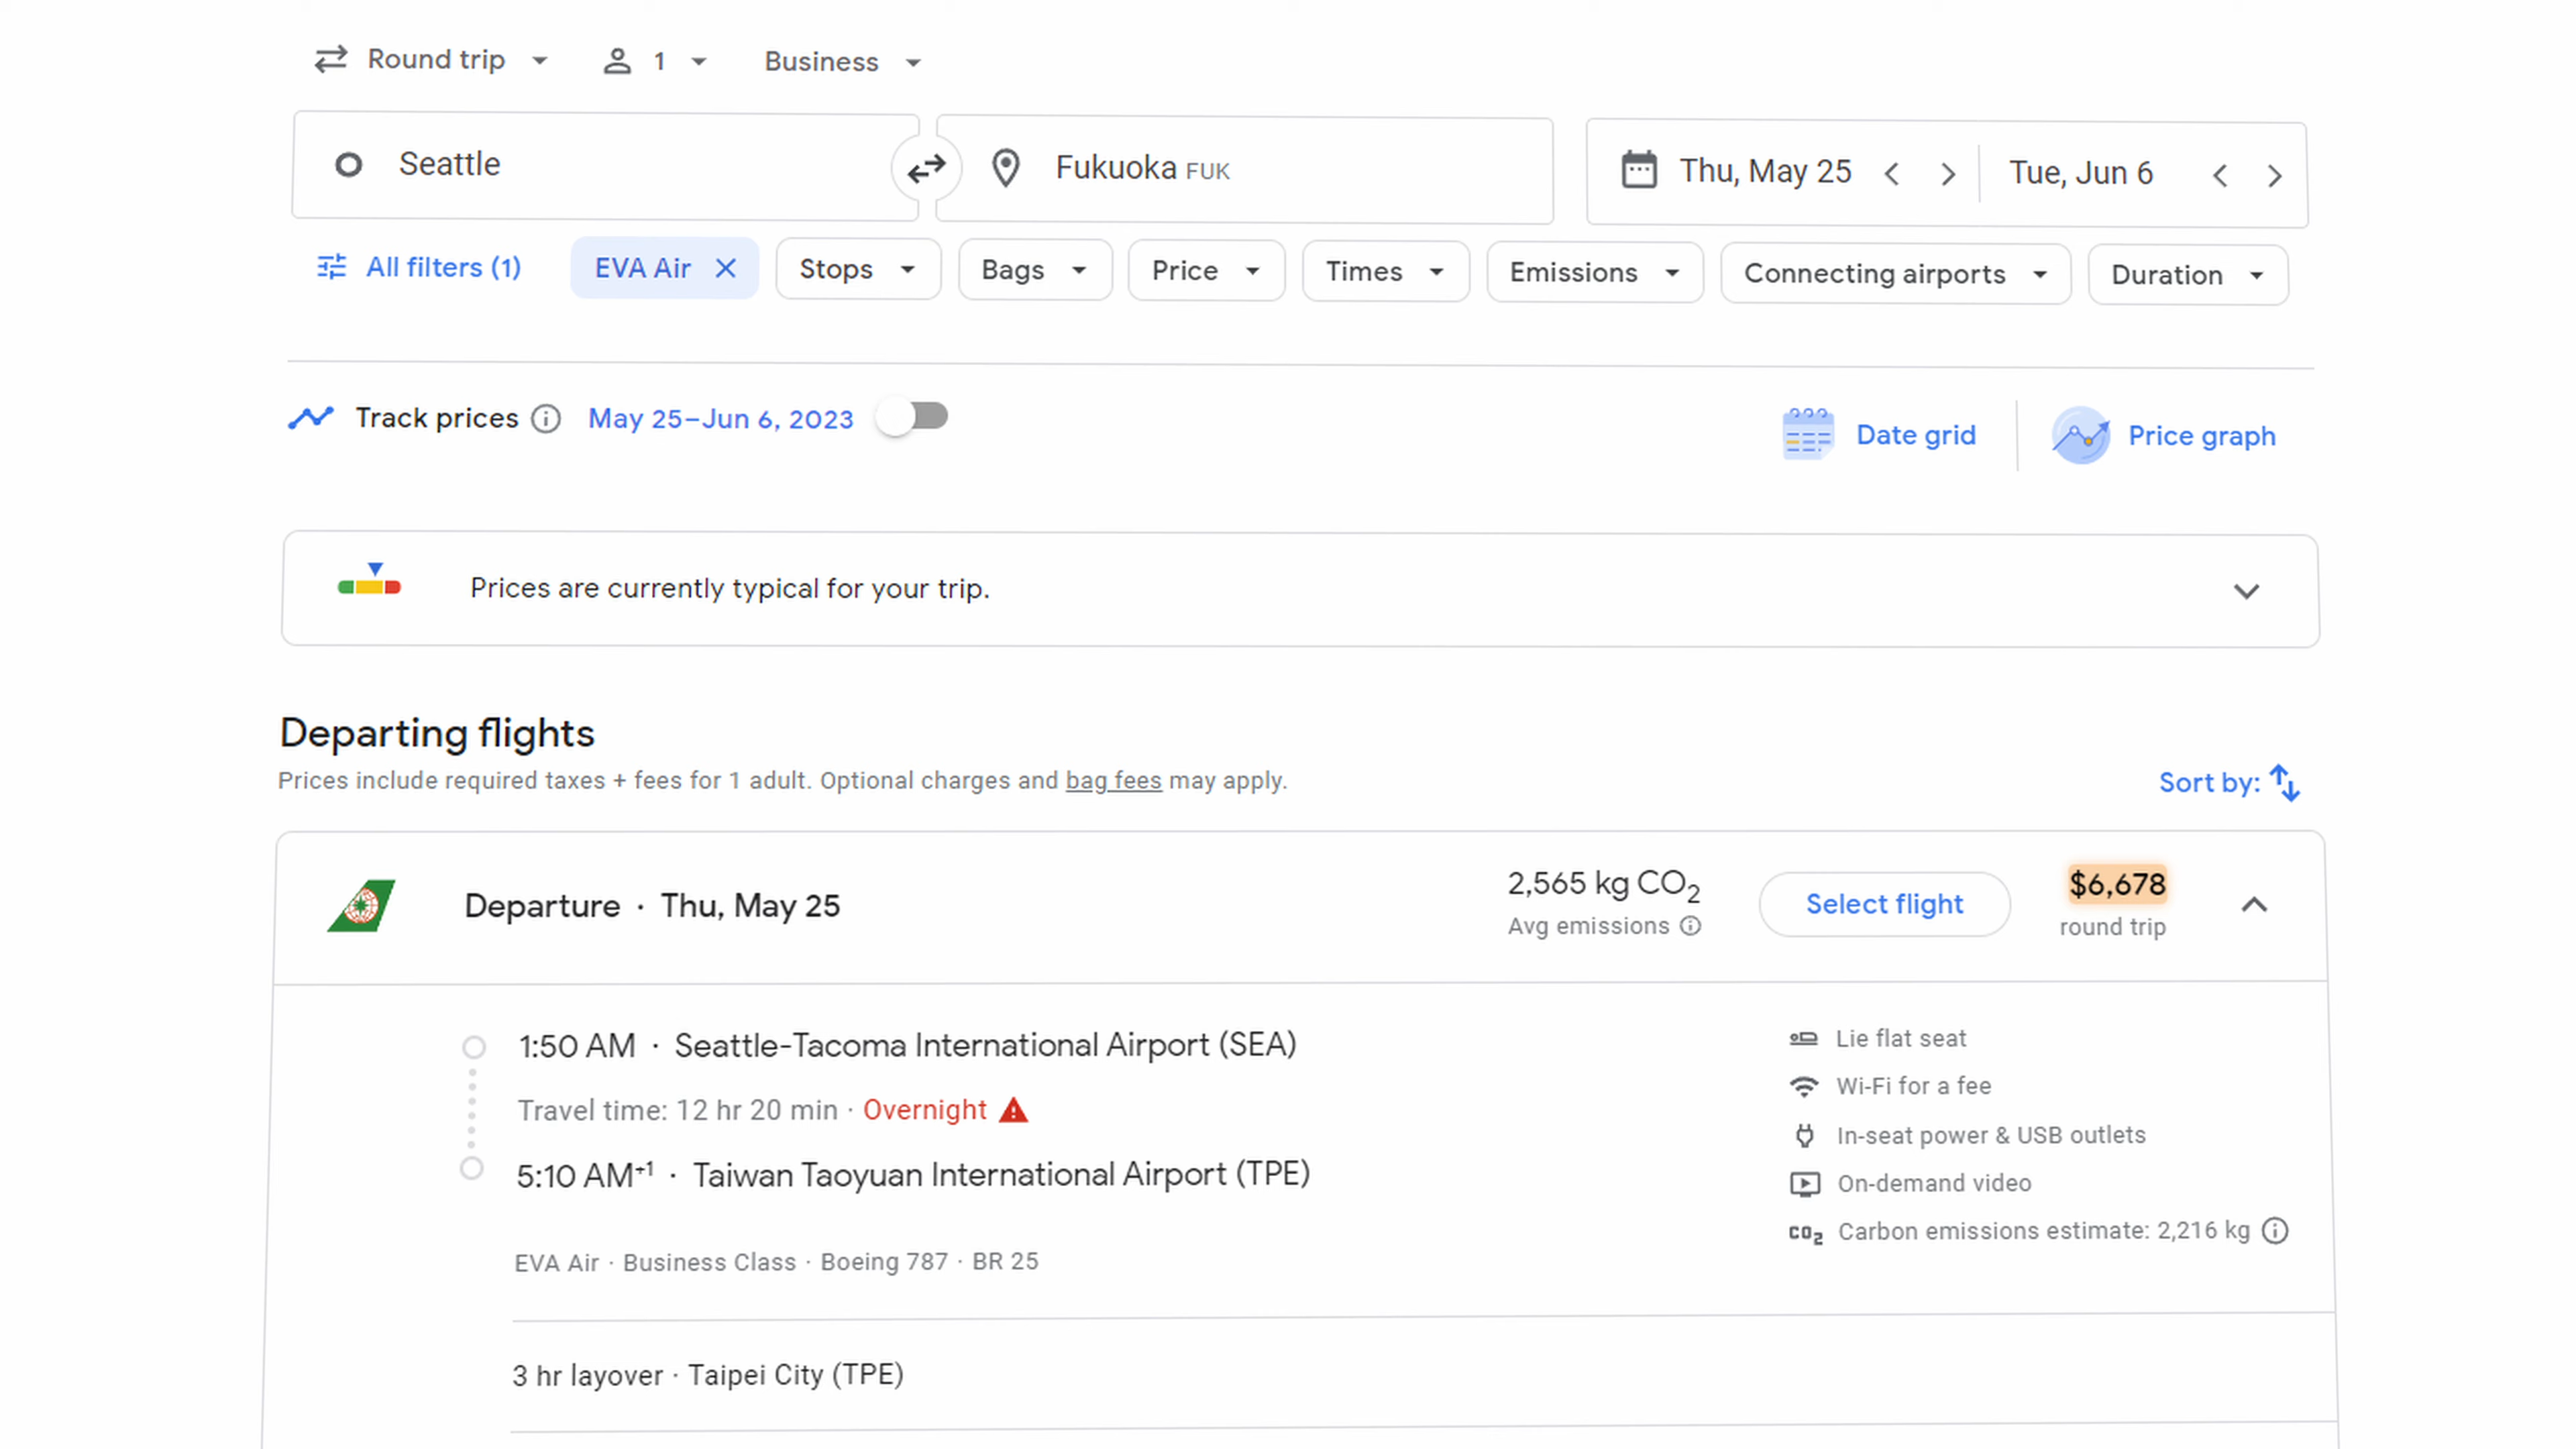 Round trip 1 Business
Seattle Fukuoka FUK Thu, May 25 Tue, Jun 6
All filters (1) EVA Air Stops Bags Price Times Emissions Connecting airports Duration
Track prices May 25–Jun 6, 2023 Date grid Price graph
Prices are currently typical for your trip.
Departing flights
Prices include required taxes + fees for 1 adult. Optional charges and bag fees may apply.
Sort by:
Departure · Thu, May 25 2,565 kg CO2 Select flight $6,678
Avg emissions round trip
1:50 AM · Seattle-Tacoma International Airport (SEA)
Travel time: 12 hr 20 min · Overnight
5:10 AM+1 · Taiwan Taoyuan International Airport (TPE)
EVA Air · Business Class · Boeing 787 · BR 25
Lie flat seat
Wi-Fi for a fee
In-seat power & USB outlets
On-demand video
CO2 Carbon emissions estimate: 2,216 kg
3 hr layover · Taipei City (TPE)